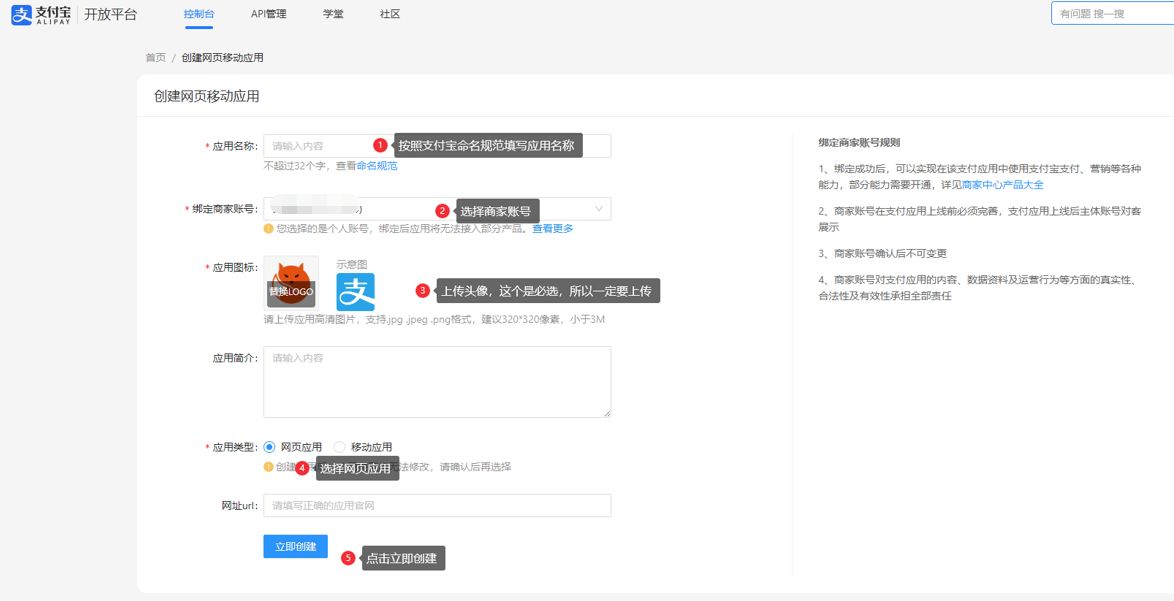 支付宝 ALIPAY 开放平台 控制台 API管理 学堂 社区 有问题 搜一搜
首页 / 创建网页移动应用
创建网页移动应用
* 应用名称: 请输入内容 1 按照支付宝命名规范填写应用名称
不超过32个字，查看命名规范
* 绑定商家账号: 2 选择商家账号
您选择的是个人账号，绑定后应用将无法接入部分产品。查看更多
* 应用图标: 替换LOGO 示意图 支 3 上传头像，这个是必选，所以一定要上传
请上传应用高清图片，支持.jpg .jpeg .png格式，建议320*320像素，小于3M
应用简介: 请输入内容
* 应用类型: 网页应用 移动应用
创建 4 选择网页应用 无法修改，请确认后再选择
网址url: 请填写正确的应用官网
立即创建 5 点击立即创建
绑定商家账号规则
1、绑定成功后，可以实现在该支付应用中使用支付宝支付、营销等各种
能力，部分能力需要开通，详见商家中心产品大全
2、商家账号在支付应用上线前必须完善，支付应用上线后主体账号对客
展示
3、商家账号确认后不可变更
4、商家账号对支付应用的内容、数据资料及运营行为等方面的真实性、
合法性及有效性承担全部责任